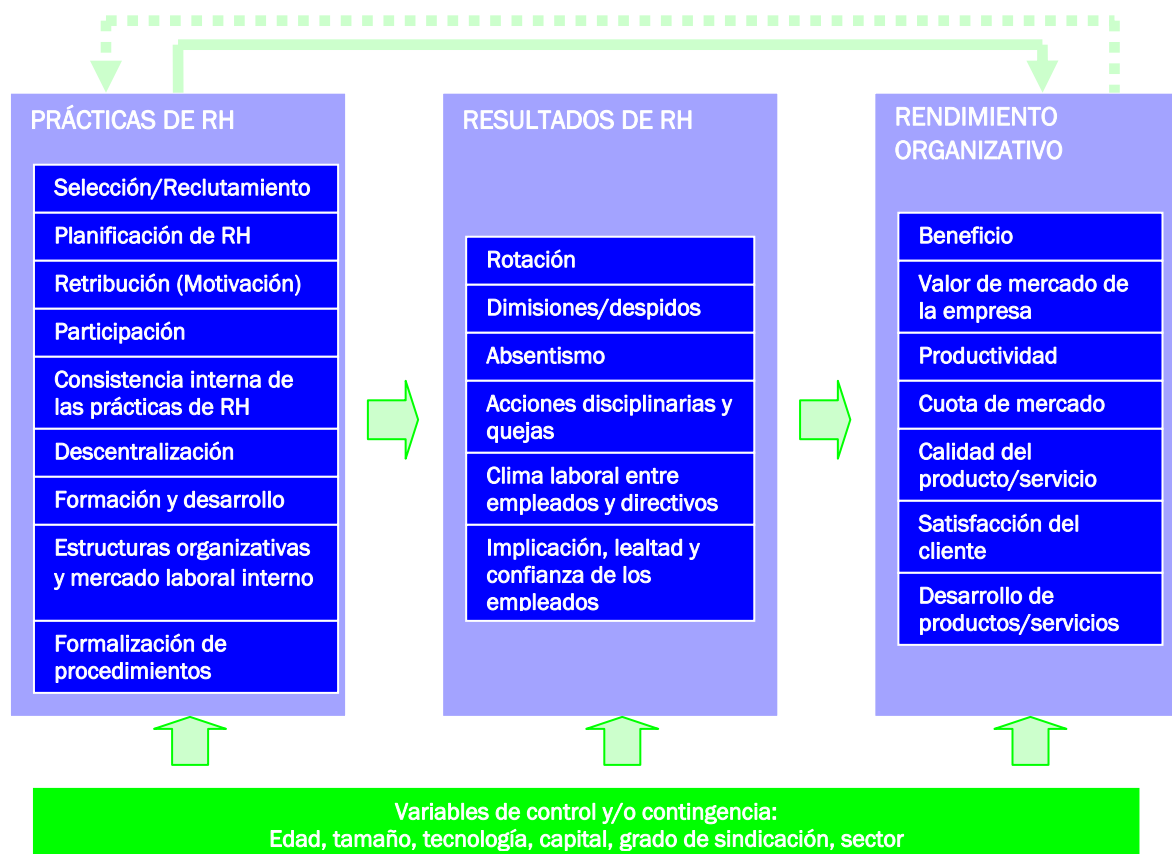 PRÁCTICAS DE RH
Selección/Reclutamiento
Planificación de RH
Retribución (Motivación)
Participación
Consistencia interna de
las prácticas de RH
Descentralización
Formación y desarrollo
Estructuras organizativas
y mercado laboral interno
Formalización de
procedimientos
RESULTADOS DE RH
Rotación
Dimisiones/despidos
Absentismo
Acciones disciplinarias y
quejas
Clima laboral entre
empleados y directivos
Implicación, lealtad y
confianza de los
empleados
RENDIMIENTO
ORGANIZATIVO
Beneficio
Valor de mercado de
la empresa
Productividad
Cuota de mercado
Calidad del
producto/servicio
Satisfacción del
cliente
Desarrollo de
productos/servicios
Variables de control y/o contingencia:
Edad, tamaño, tecnología, capital, grado de sindicación, sector